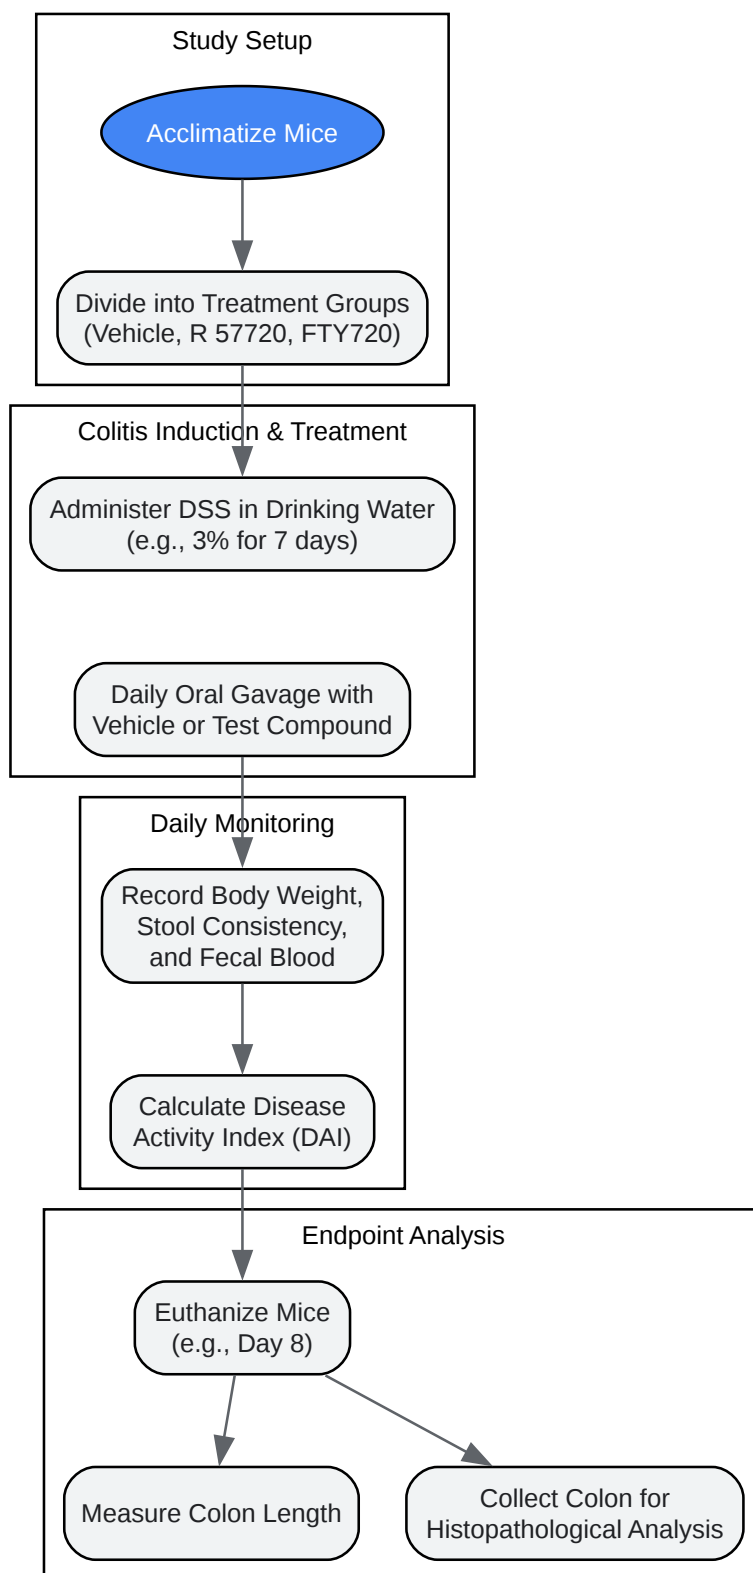 Study Setup
Acclimatize Mice
Divide into Treatment Groups
(Vehicle, R 57720, FTY720)
Colitis Induction & Treatment
Administer DSS in Drinking Water
(e.g., 3% for 7 days)
Daily Oral Gavage with
Vehicle or Test Compound
Daily Monitoring
Record Body Weight,
Stool Consistency,
and Fecal Blood
Calculate Disease
Activity Index (DAI)
Endpoint Analysis
Euthanize Mice
(e.g., Day 8)
Measure Colon Length
Collect Colon for
Histopathological Analysis